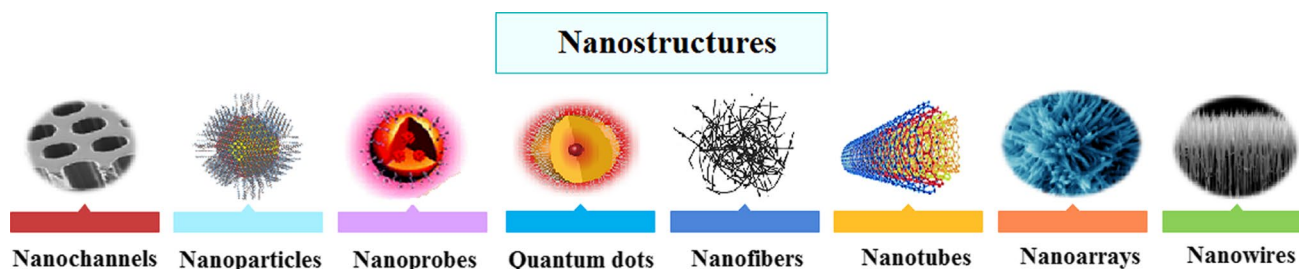 Nanostructures
Nanochannels
Nanoparticles
Nanoprobes
Quantum dots
Nanofibers
Nanotubes
Nanoarrays
Nanowires